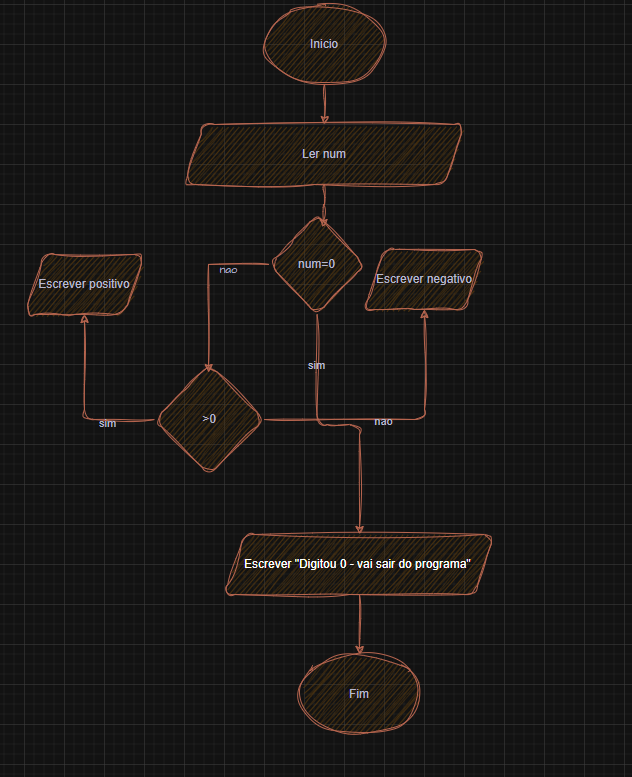 Inicio
Ler num
num=0
nao
Escrever positivo
Escrever negativo
sim
>0
sim
nao
Escrever "Digitou 0 - vai sair do programa"
Fim